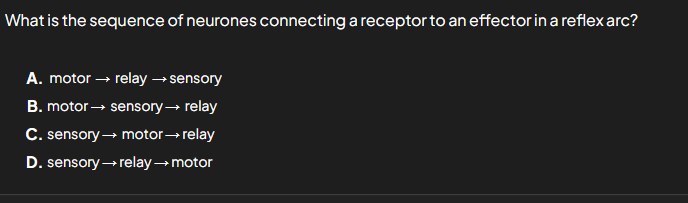 What is the sequence of neurones connecting a receptor to an effector in a reflex arc?
A. motor → relay → sensory
B. motor → sensory → relay
C. sensory → motor → relay
D. sensory → relay → motor